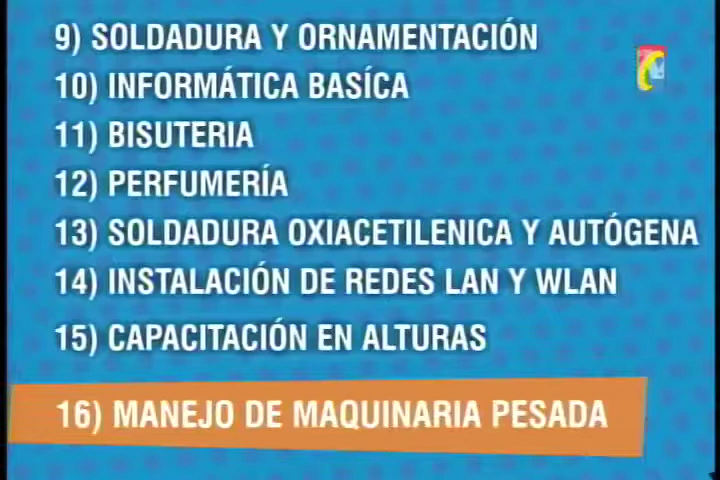 9) SOLDADURA Y ORNAMENTACIÓN
10) INFORMÁTICA BASÍCA
11) BISUTERIA
12) PERFUMERÍA
13) SOLDADURA OXIACETILENICA Y AUTÓGENA
14) INSTALACIÓN DE REDES LAN Y WLAN
15) CAPACITACIÓN EN ALTURAS
16) MANEJO DE MAQUINARIA PESADA